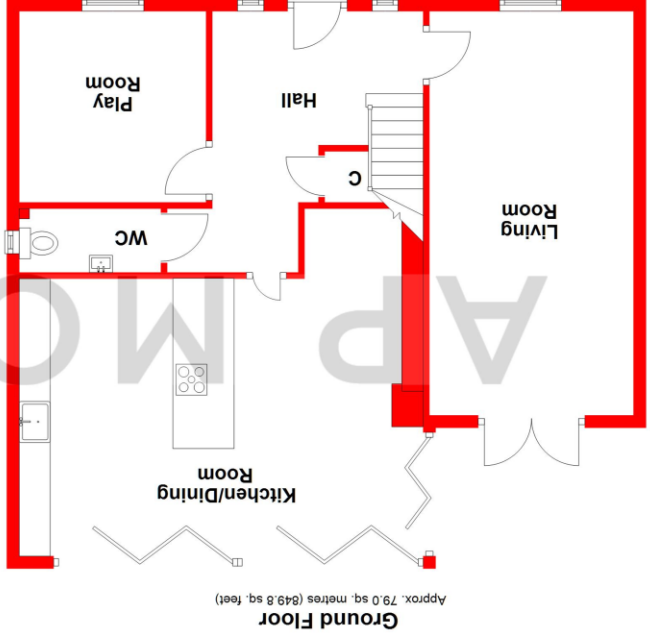 Ground Floor
Approx. 79.0 sq. metres (849.8 sq. feet)
Kitchen/Dining
Room
AP MO
Living
Room
WC
C
Hall
Play
Room